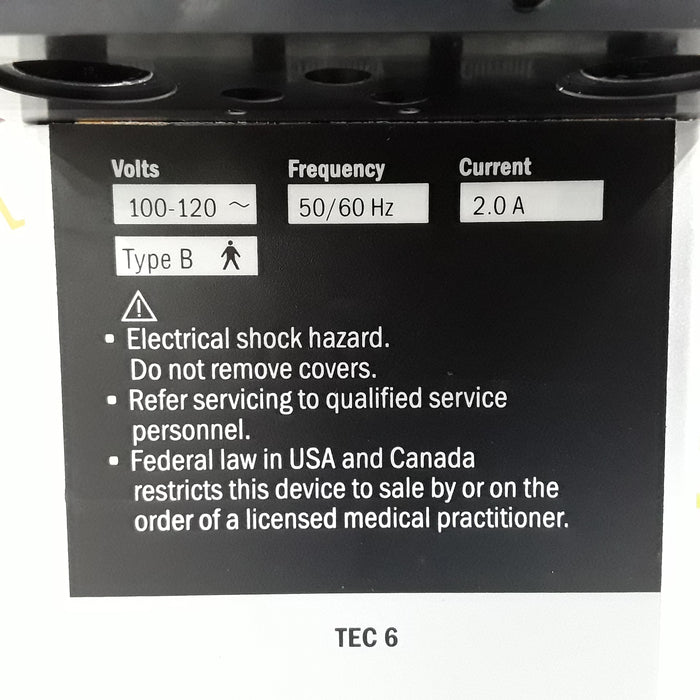 Volts Frequency Current
100-120 ~ 50/60 Hz 2.0 A
Type B
• Electrical shock hazard.
Do not remove covers.
• Refer servicing to qualified service
personnel.
• Federal law in USA and Canada
restricts this device to sale by or on the
order of a licensed medical practitioner.
TEC 6